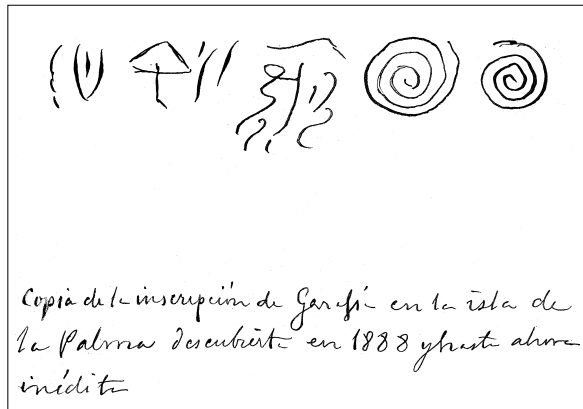 Copia de la inscripción de Garafía en la isla de
la Palma descubierta en 1888 y hasta ahora
inédita